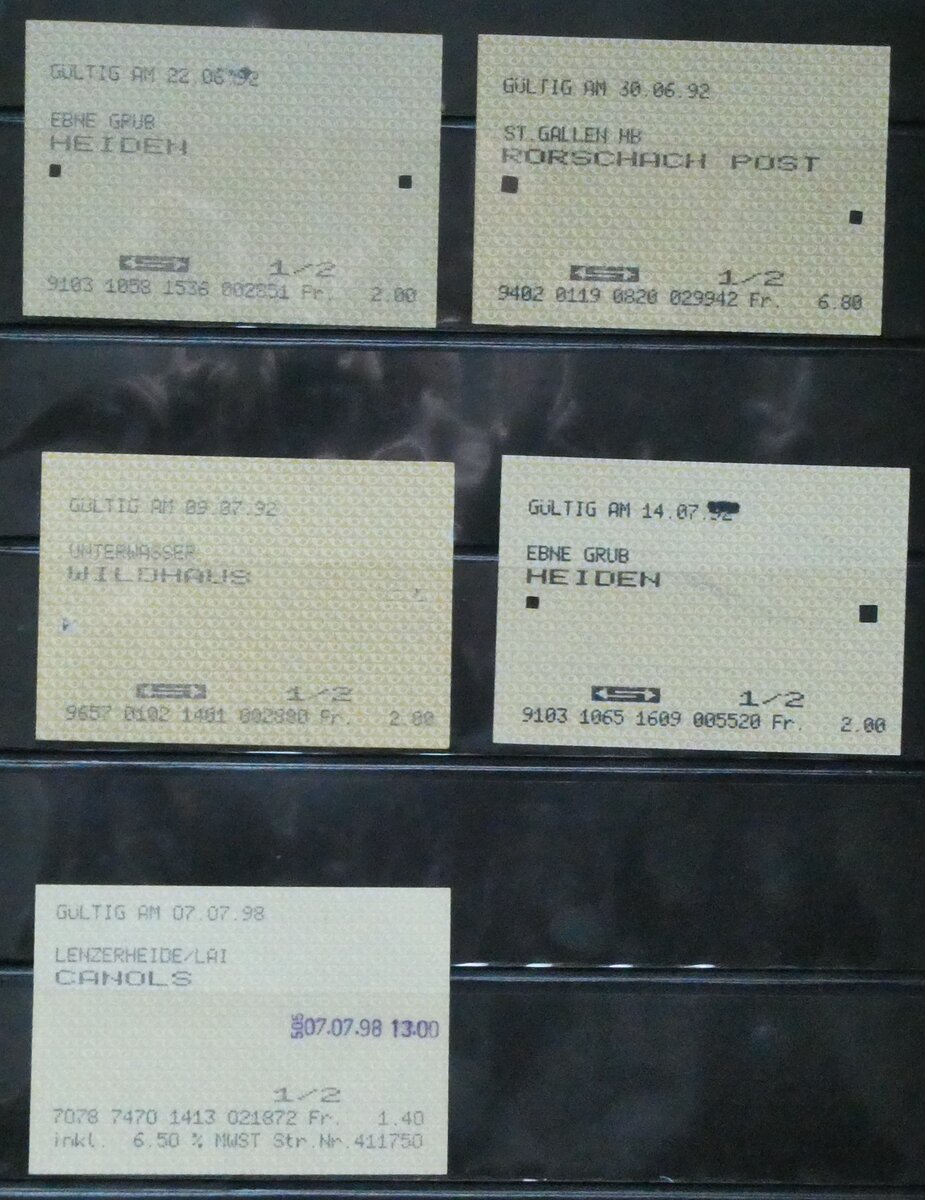 GÜLTIG AM 22 06 92
EBNE GRUB
HEIDEN
S
1/2
9103 1058 1536 002851 Fr. 2.00
GÜLTIG AM 30.06.92
ST.GALLEN HB
RORSCHACH POST
S
1/2
9402 0119 0820 029942 Fr. 6.80
GÜLTIG AM 09.07.92
UNTERWASSER
WILDHAUS
S
1/2
9657 0102 1401 002890 Fr. 2.00
GÜLTIG AM 14.07.92
EBNE GRUB
HEIDEN
S
1/2
9103 1065 1609 005520 Fr. 2.00
GÜLTIG AM 07.07.98
LENZERHEIDE/LAI
CANOLS
07.07.98 13.00
1/2
7078 7470 1413 021872 Fr. 1.40
inkl. 6.50 % MWST Str.Nr.411750